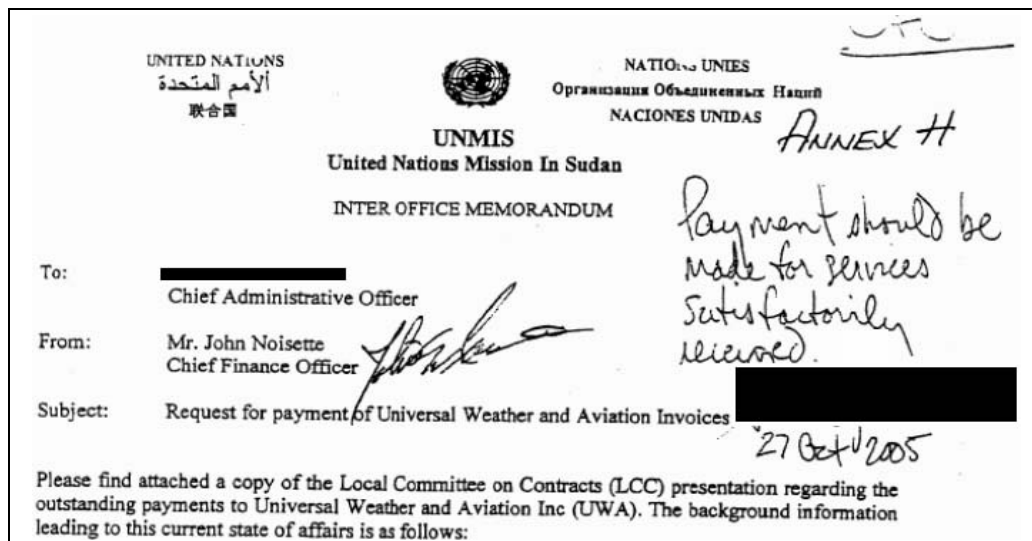 UNITED NATIONS
الأمم المتحدة
联合国
NATIONS UNIES
Организация Объединенных Наций
NACIONES UNIDAS
UNMIS
United Nations Mission In Sudan
INTER OFFICE MEMORANDUM
ANNEX H
Payment should be
made for services
satisfactorily
received.
To:
Chief Administrative Officer
From: Mr. John Noisette
Chief Finance Officer
Subject: Request for payment of Universal Weather and Aviation Invoices
27 Oct 2005
Please find attached a copy of the Local Committee on Contracts (LCC) presentation regarding the
outstanding payments to Universal Weather and Aviation Inc (UWA). The background information
leading to this current state of affairs is as follows: